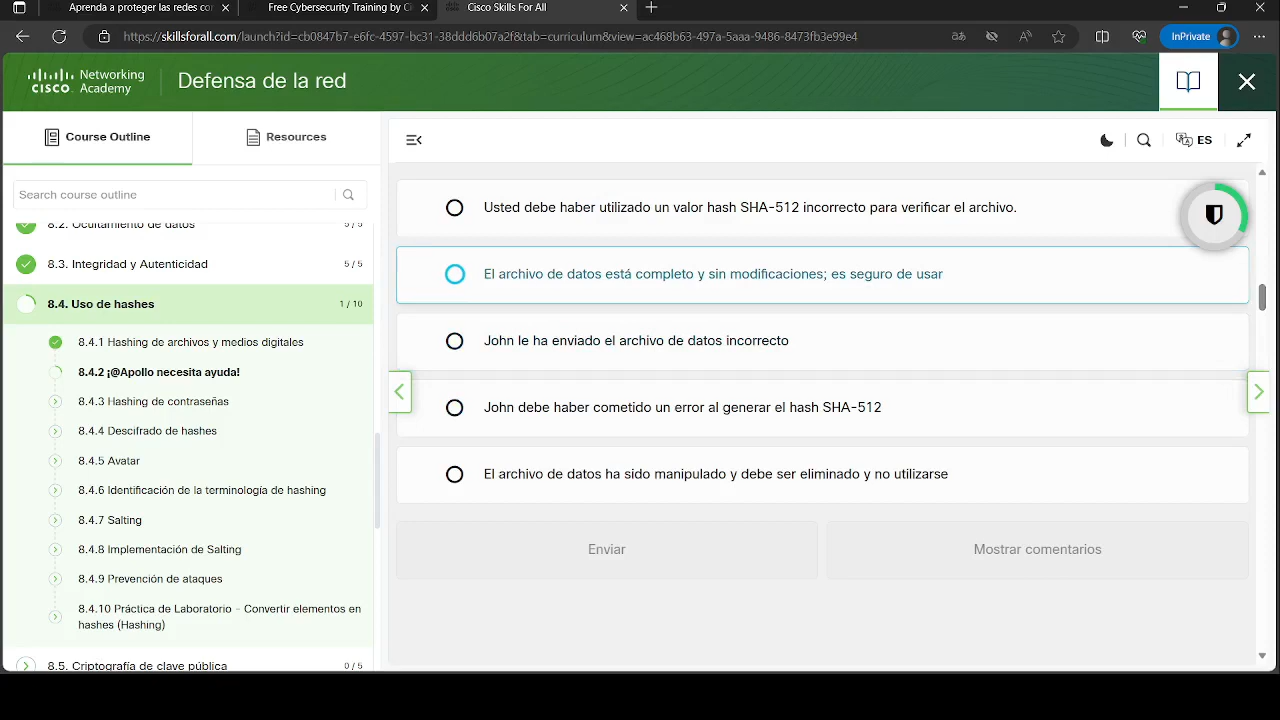 Aprenda a proteger las redes cor
Free Cybersecurity Training by Ci
Cisco Skills For All
https://skillsforall.com/launch?id=cb0847b7-e6fc-4597-bc31-38ddd6b07a2f&tab=curriculum&view=ac468b63-497a-5aaa-9486-8473fb3e99e4
InPrivate
Networking
CISCO Academy
Defensa de la red
Course Outline
Resources
ES
Search course outline
8.2. Ocultamiento de datos 5/5
8.3. Integridad y Autenticidad 5/5
8.4. Uso de hashes 1/10
8.4.1 Hashing de archivos y medios digitales
8.4.2 ¡@Apollo necesita ayuda!
8.4.3 Hashing de contraseñas
8.4.4 Descifrado de hashes
8.4.5 Avatar
8.4.6 Identificación de la terminología de hashing
8.4.7 Salting
8.4.8 Implementación de Salting
8.4.9 Prevención de ataques
8.4.10 Práctica de Laboratorio - Convertir elementos en
hashes (Hashing)
8.5. Criptografía de clave pública 0/5
Usted debe haber utilizado un valor hash SHA-512 incorrecto para verificar el archivo.
El archivo de datos está completo y sin modificaciones; es seguro de usar
John le ha enviado el archivo de datos incorrecto
John debe haber cometido un error al generar el hash SHA-512
El archivo de datos ha sido manipulado y debe ser eliminado y no utilizarse
Enviar
Mostrar comentarios